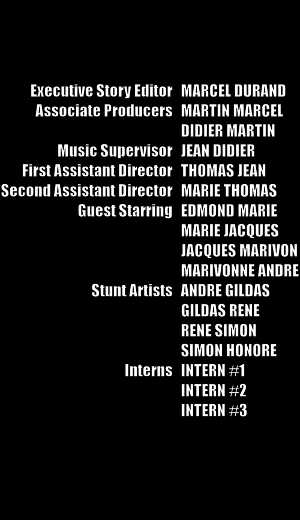 Executive Story Editor MARCEL DURAND
Associate Producers MARTIN MARCEL
DIDIER MARTIN
Music Supervisor JEAN DIDIER
First Assistant Director THOMAS JEAN
Second Assistant Director MARIE THOMAS
Guest Starring EDMOND MARIE
MARIE JACQUES
JACQUES MARIVON
MARIVONNE ANDRE
Stunt Artists ANDRE GILDAS
GILDAS RENE
RENE SIMON
SIMON HONORE
Interns INTERN #1
INTERN #2
INTERN #3